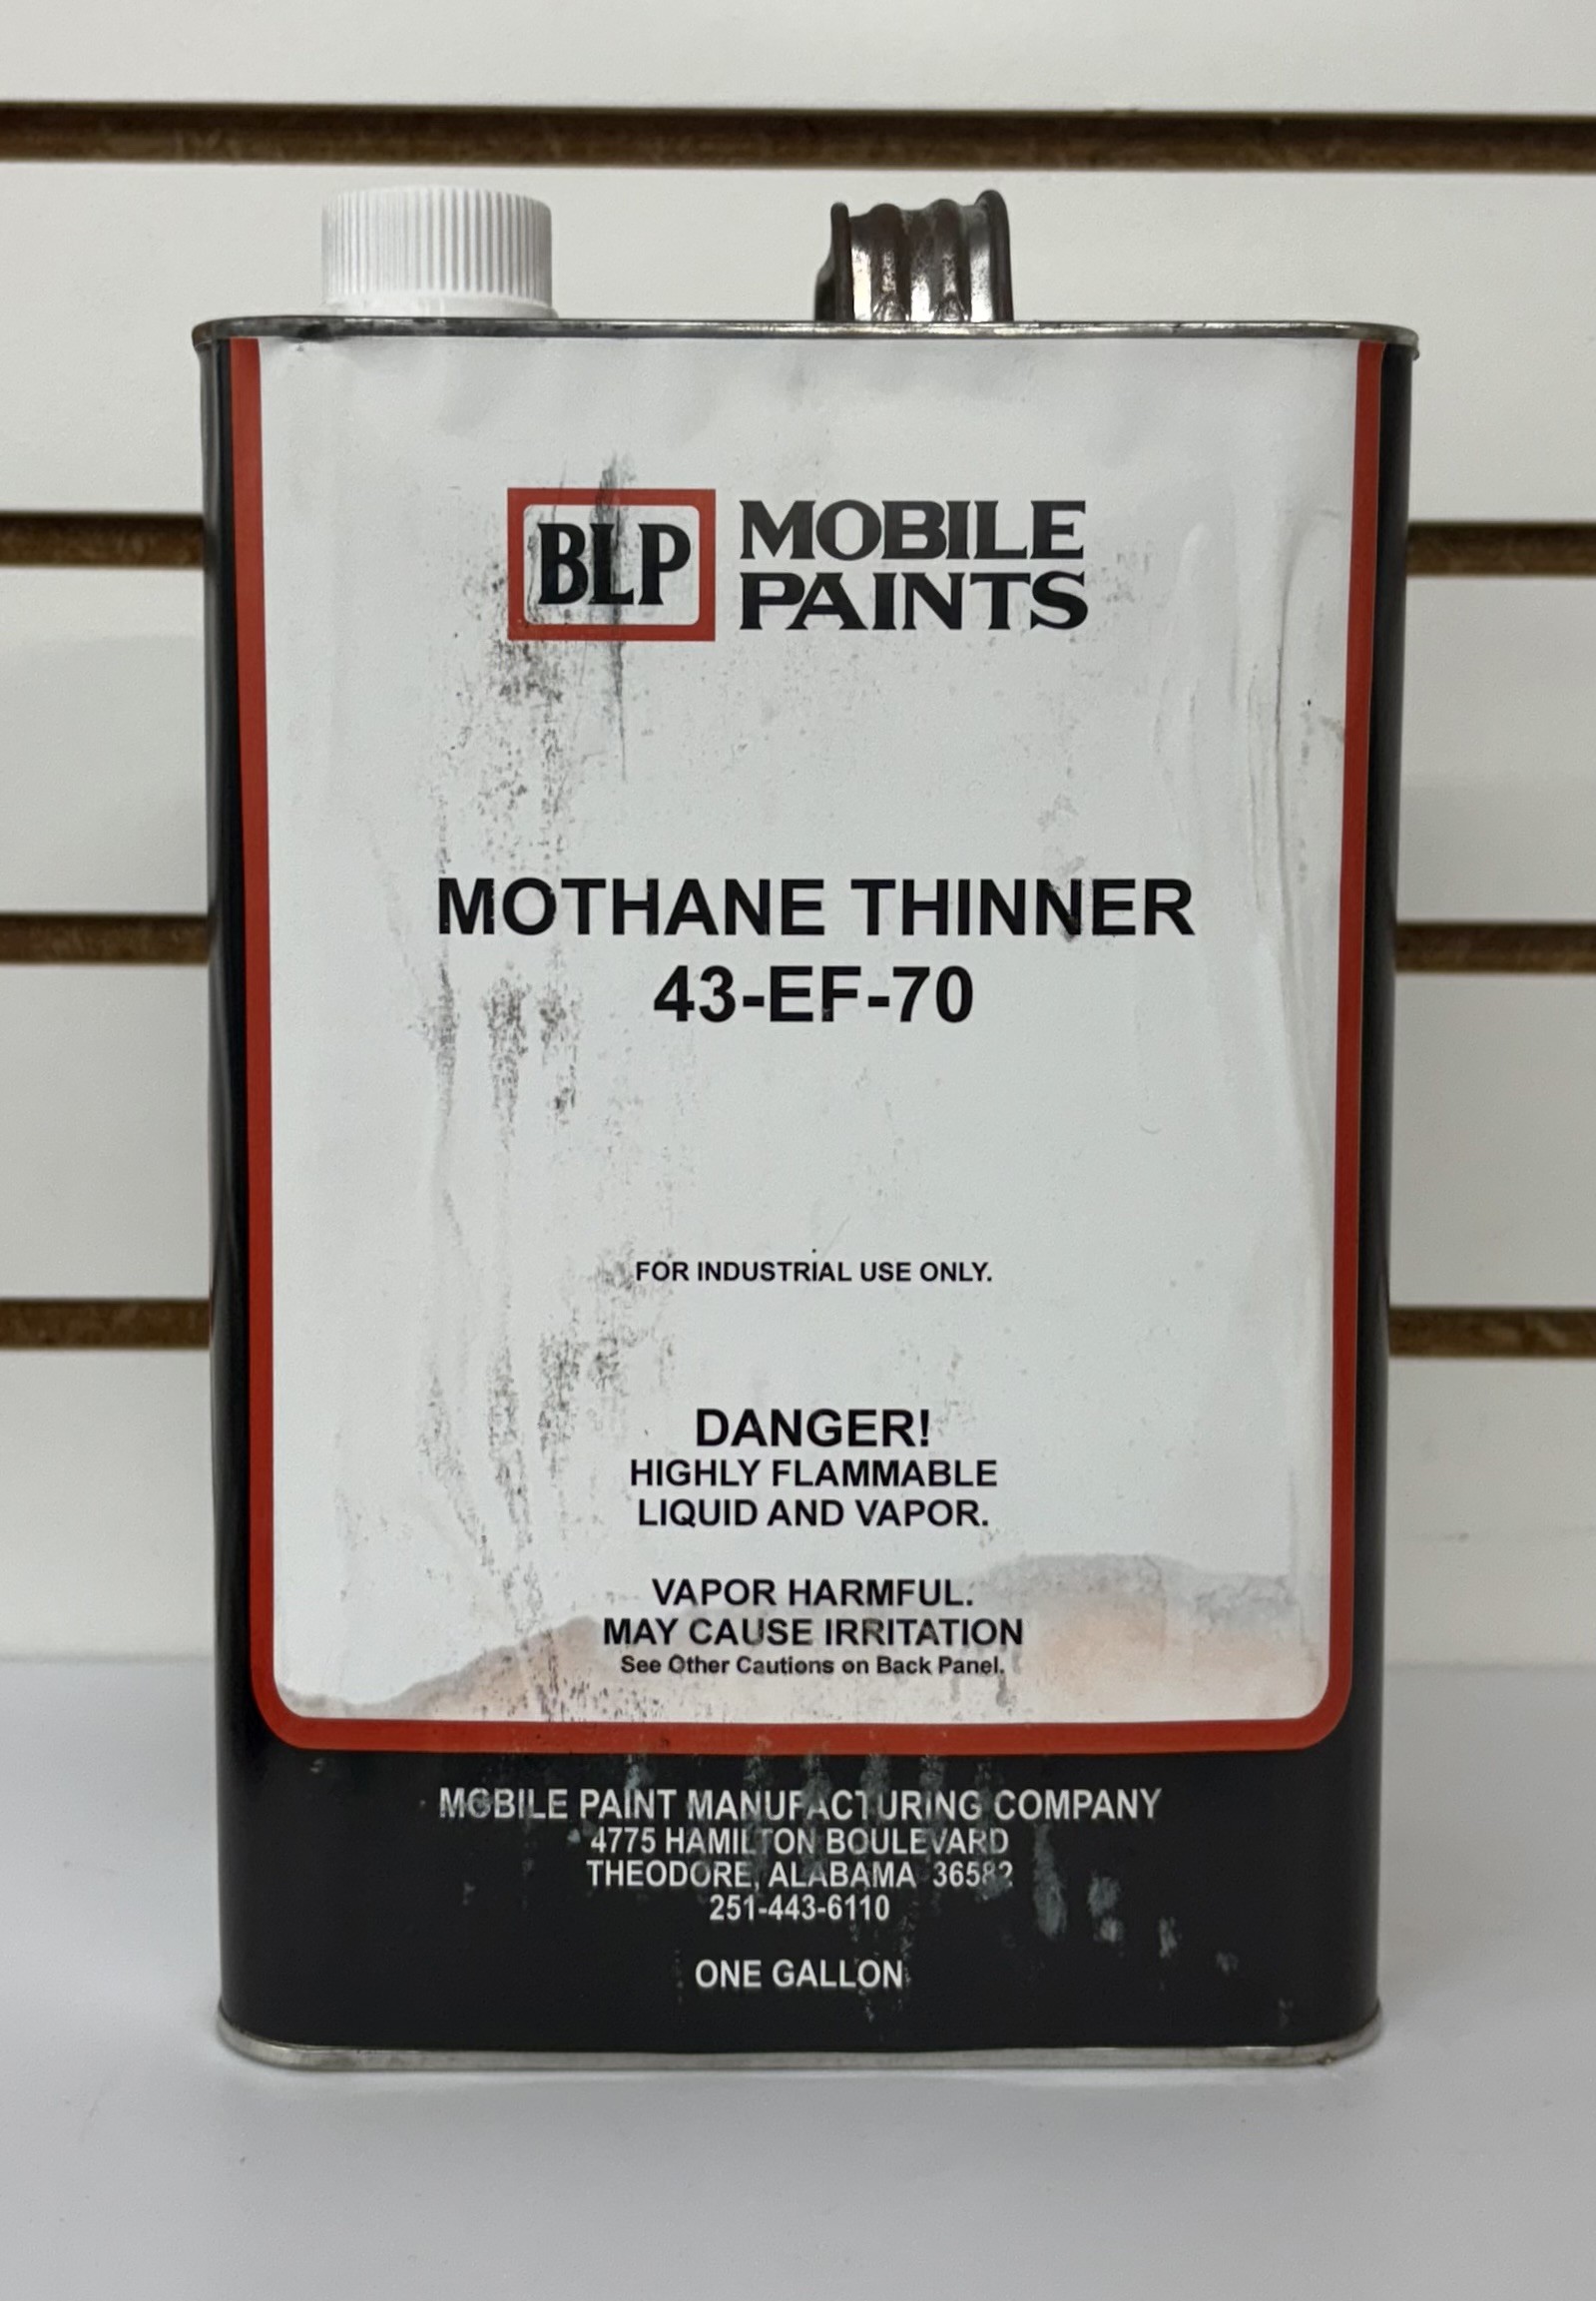 BLP MOBILE
PAINTS
MOTHANE THINNER
43-EF-70
FOR INDUSTRIAL USE ONLY.
DANGER!
HIGHLY FLAMMABLE
LIQUID AND VAPOR.
VAPOR HARMFUL.
MAY CAUSE IRRITATION
See Other Cautions on Back Panel.
MOBILE PAINT MANUFACTURING COMPANY
4775 HAMILTON BOULEVARD
THEODORE, ALABAMA 36582
251-443-6110
ONE GALLON